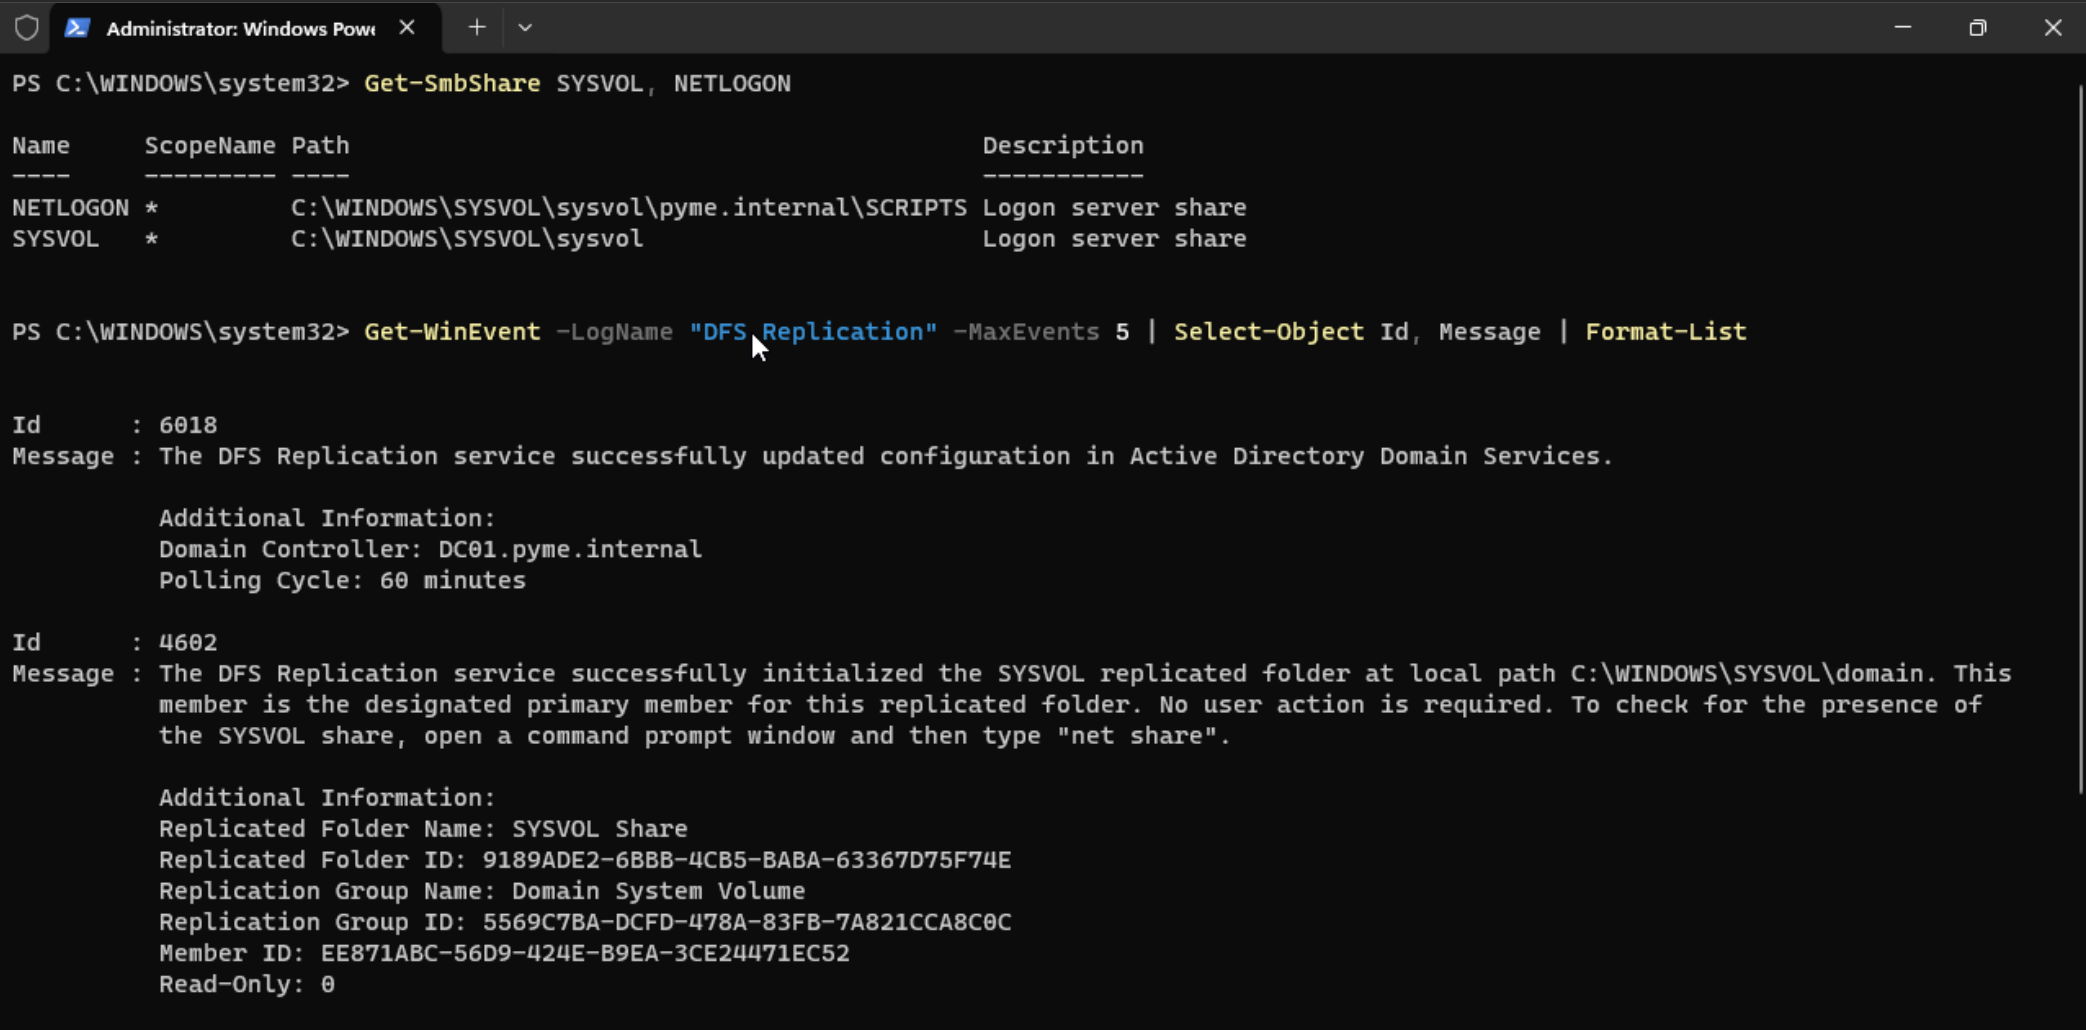 Administrator: Windows Powe
PS C:\WINDOWS\system32> Get-SmbShare SYSVOL, NETLOGON
Name     ScopeName Path                                        Description
----     --------- ----                                        -----------
NETLOGON *         C:\WINDOWS\SYSVOL\sysvol\pyme.internal\SCRIPTS Logon server share
SYSVOL   *         C:\WINDOWS\SYSVOL\sysvol                       Logon server share
PS C:\WINDOWS\system32> Get-WinEvent -LogName "DFS Replication" -MaxEvents 5 | Select-Object Id, Message | Format-List
Id      : 6018
Message : The DFS Replication service successfully updated configuration in Active Directory Domain Services.
Additional Information:
Domain Controller: DC01.pyme.internal
Polling Cycle: 60 minutes
Id      : 4602
Message : The DFS Replication service successfully initialized the SYSVOL replicated folder at local path C:\WINDOWS\SYSVOL\domain. This
member is the designated primary member for this replicated folder. No user action is required. To check for the presence of
the SYSVOL share, open a command prompt window and then type "net share".
Additional Information:
Replicated Folder Name: SYSVOL Share
Replicated Folder ID: 9189ADE2-6BBB-4CB5-BABA-63367D75F74E
Replication Group Name: Domain System Volume
Replication Group ID: 5569C7BA-DCFD-478A-83FB-7A821CCA8C0C
Member ID: EE871ABC-56D9-424E-B9EA-3CE24471EC52
Read-Only: 0